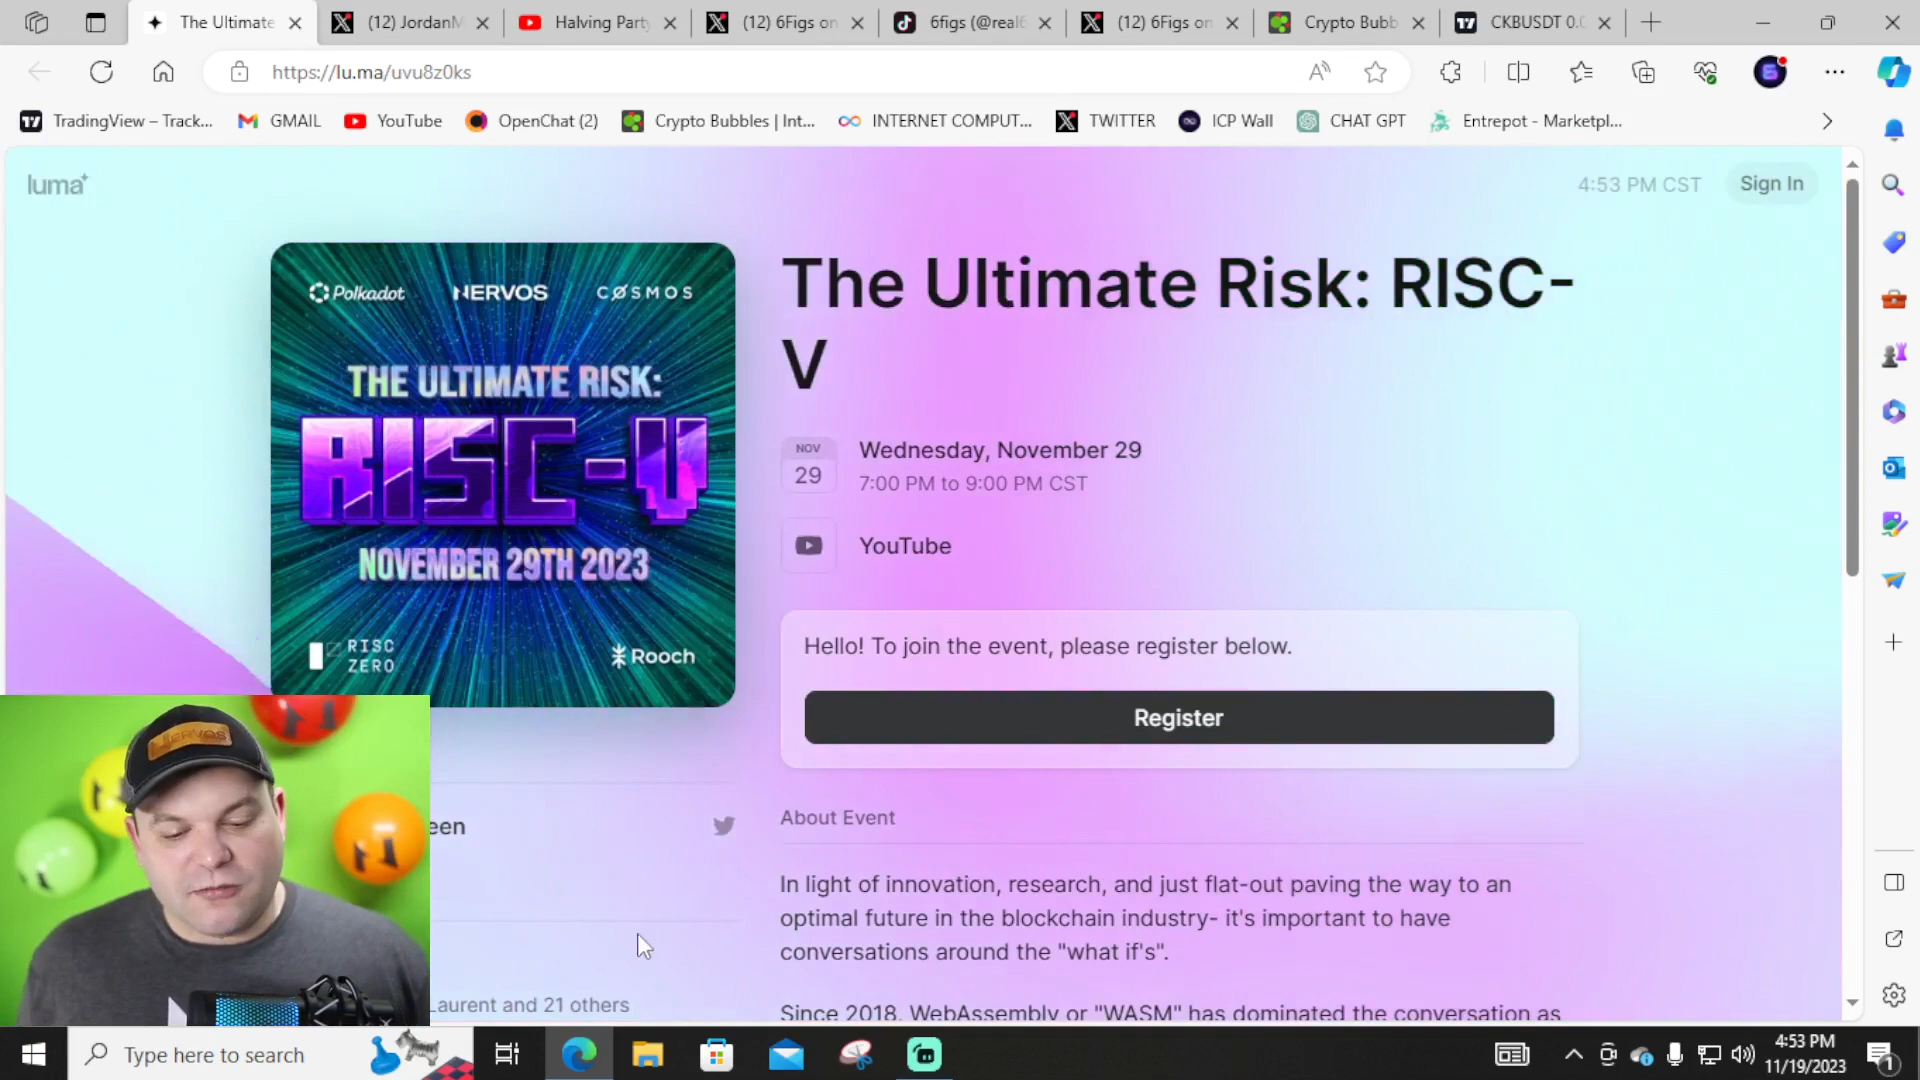 The Ultimate
(12) JordanM
Halving Party
(12) 6Figs on
6figs (@real6
(12) 6Figs on
Crypto Bubb
CKBUSDT 0.0
https://lu.ma/uvu8z0ks
TradingView – Track...
GMAIL
YouTube
OpenChat (2)
Crypto Bubbles | Int...
INTERNET COMPUT...
TWITTER
ICP Wall
CHAT GPT
Entrepot - Marketpl...
luma
4:53 PM CST
Sign In
Polkadot NERVOS CØSMOS
THE ULTIMATE RISK:
RISC-V
NOVEMBER 29TH 2023
RISC
ZERO
Rooch
The Ultimate Risk: RISC-
V
NOV
29
Wednesday, November 29
7:00 PM to 9:00 PM CST
YouTube
Hello! To join the event, please register below.
Register
een
Laurent and 21 others
About Event
In light of innovation, research, and just flat-out paving the way to an
optimal future in the blockchain industry- it's important to have
conversations around the "what if's".
Since 2018, WebAssembly or "WASM" has dominated the conversation as
NERVOS
Type here to search
4:53 PM
11/19/2023
1